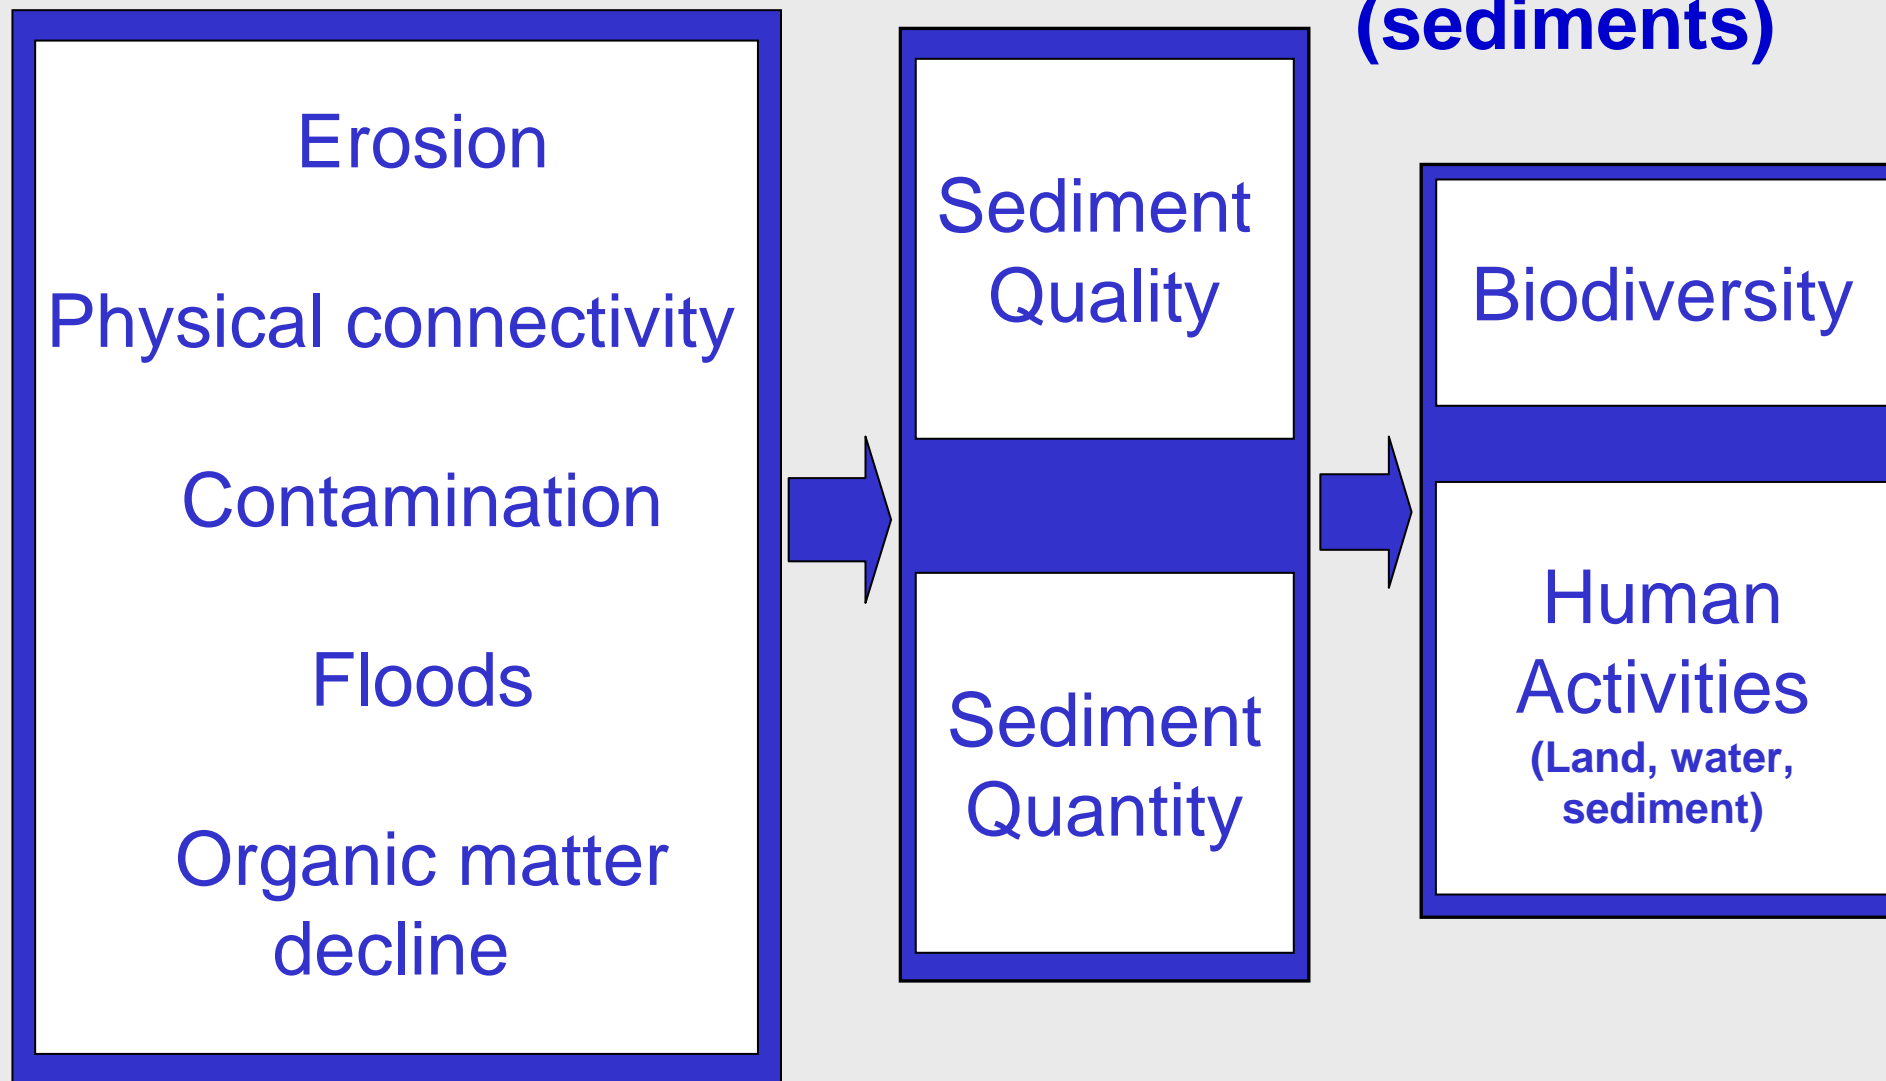 (sediments)
Erosion
Physical connectivity
Contamination
Floods
Organic matter
decline
Sediment
Quality
Sediment
Quantity
Biodiversity
Human
Activities
(Land, water,
sediment)